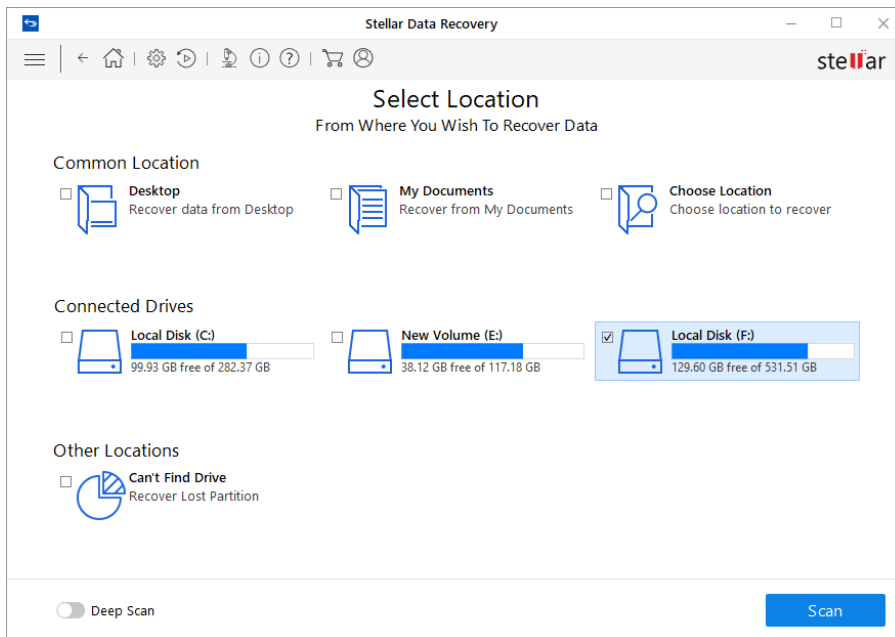 Stellar Data Recovery
stellar
Select Location
From Where You Wish To Recover Data
Common Location
Desktop
Recover data from Desktop
My Documents
Recover from My Documents
Choose Location
Choose location to recover
Connected Drives
Local Disk (C:)
99.93 GB free of 282.37 GB
New Volume (E:)
38.12 GB free of 117.18 GB
Local Disk (F:)
129.60 GB free of 531.51 GB
Other Locations
Can't Find Drive
Recover Lost Partition
Deep Scan
Scan